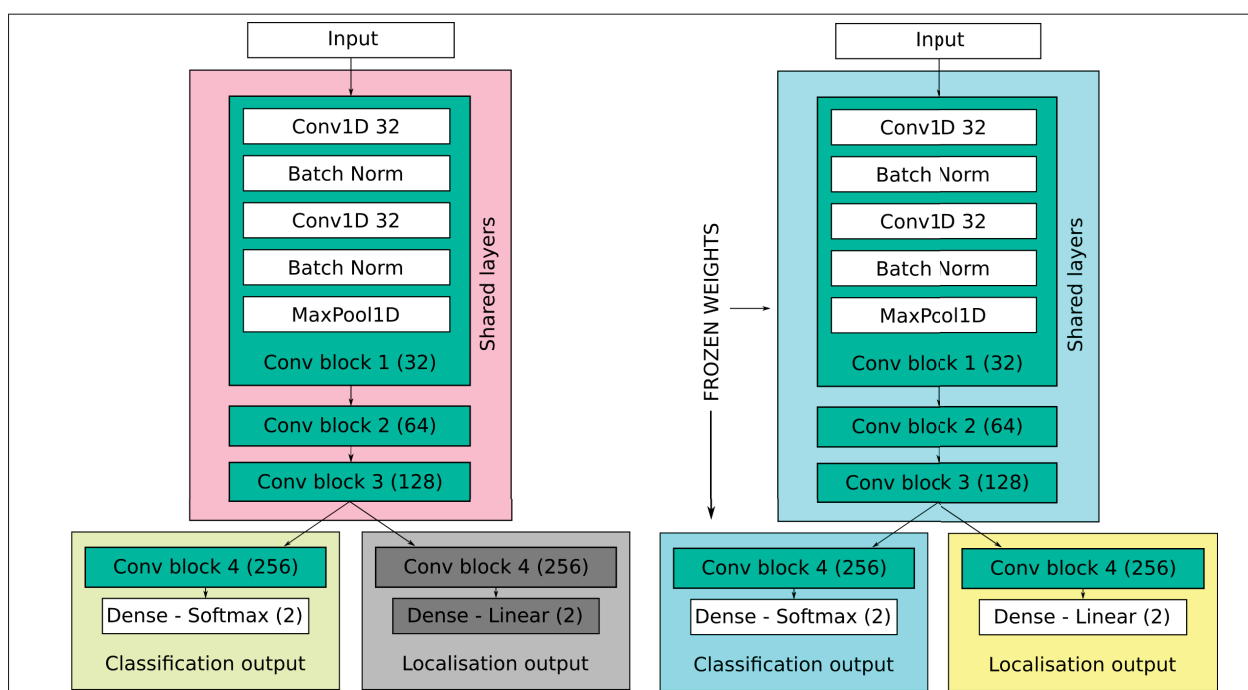 Input
Conv1D 32
Batch Norm
Conv1D 32
Batch Norm
MaxPool1D
Conv block 1 (32)
Shared layers
Conv block 2 (64)
Conv block 3 (128)
Conv block 4 (256)
Dense - Softmax (2)
Classification output
Conv block 4 (256)
Dense - Linear (2)
Localisation output
FROZEN WEIGHTS
Input
Conv1D 32
Batch Norm
Conv1D 32
Batch Norm
MaxPool1D
Conv block 1 (32)
Shared layers
Conv block 2 (64)
Conv block 3 (128)
Conv block 4 (256)
Dense - Softmax (2)
Classification output
Conv block 4 (256)
Dense - Linear (2)
Localisation output